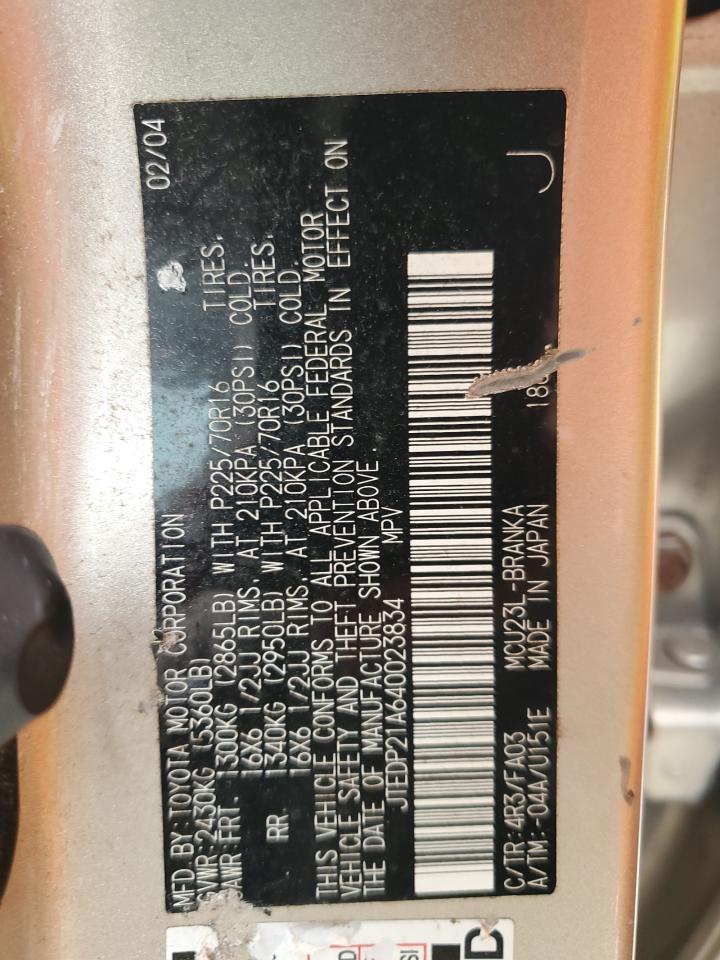 MFD BY: TOYOTA MOTOR CORPORATION 02/04
GVWR 2430KG (5360LB)
GAWR FRT. 1300KG (2865LB) WITH P225/70R16 TIRES,
16X6 1/2JJ RIMS, AT 210KPA (30PSI) COLD.
RR 1340KG (2950LB) WITH P225/70R16 TIRES,
16X6 1/2JJ RIMS, AT 210KPA (30PSI) COLD.
THIS VEHICLE CONFORMS TO ALL APPLICABLE FEDERAL MOTOR
VEHICLE SAFETY AND THEFT PREVENTION STANDARDS IN EFFECT ON
THE DATE OF MANUFACTURE SHOWN ABOVE.
JTEDP21A640023834 MPV
C/TR: 4R3/FA03 MCU23L-BRANKA J
A/TM: -04A/U151E MADE IN JAPAN
D
SI
D